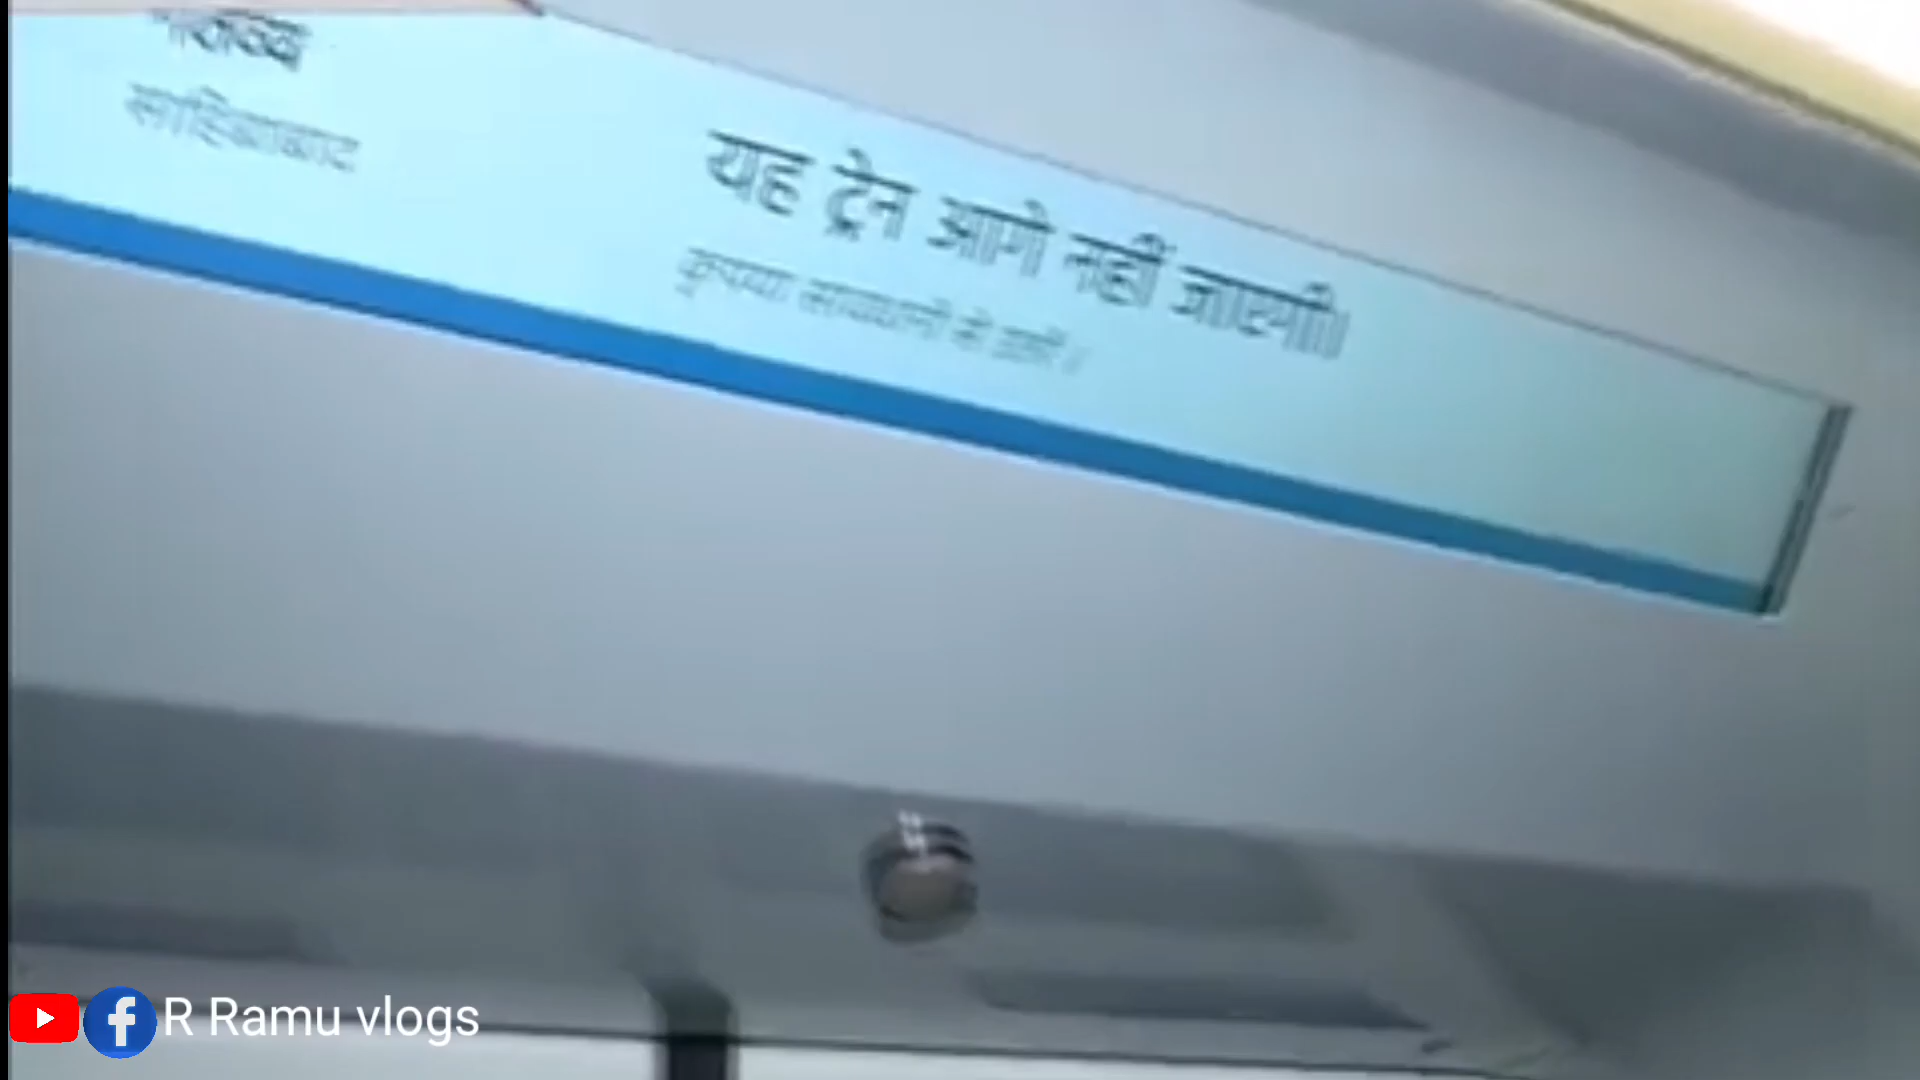 साहिबाबाद
यह ट्रेन आगे नहीं जाएगी।
कृपया सावधानी से उतरें।
R Ramu vlogs